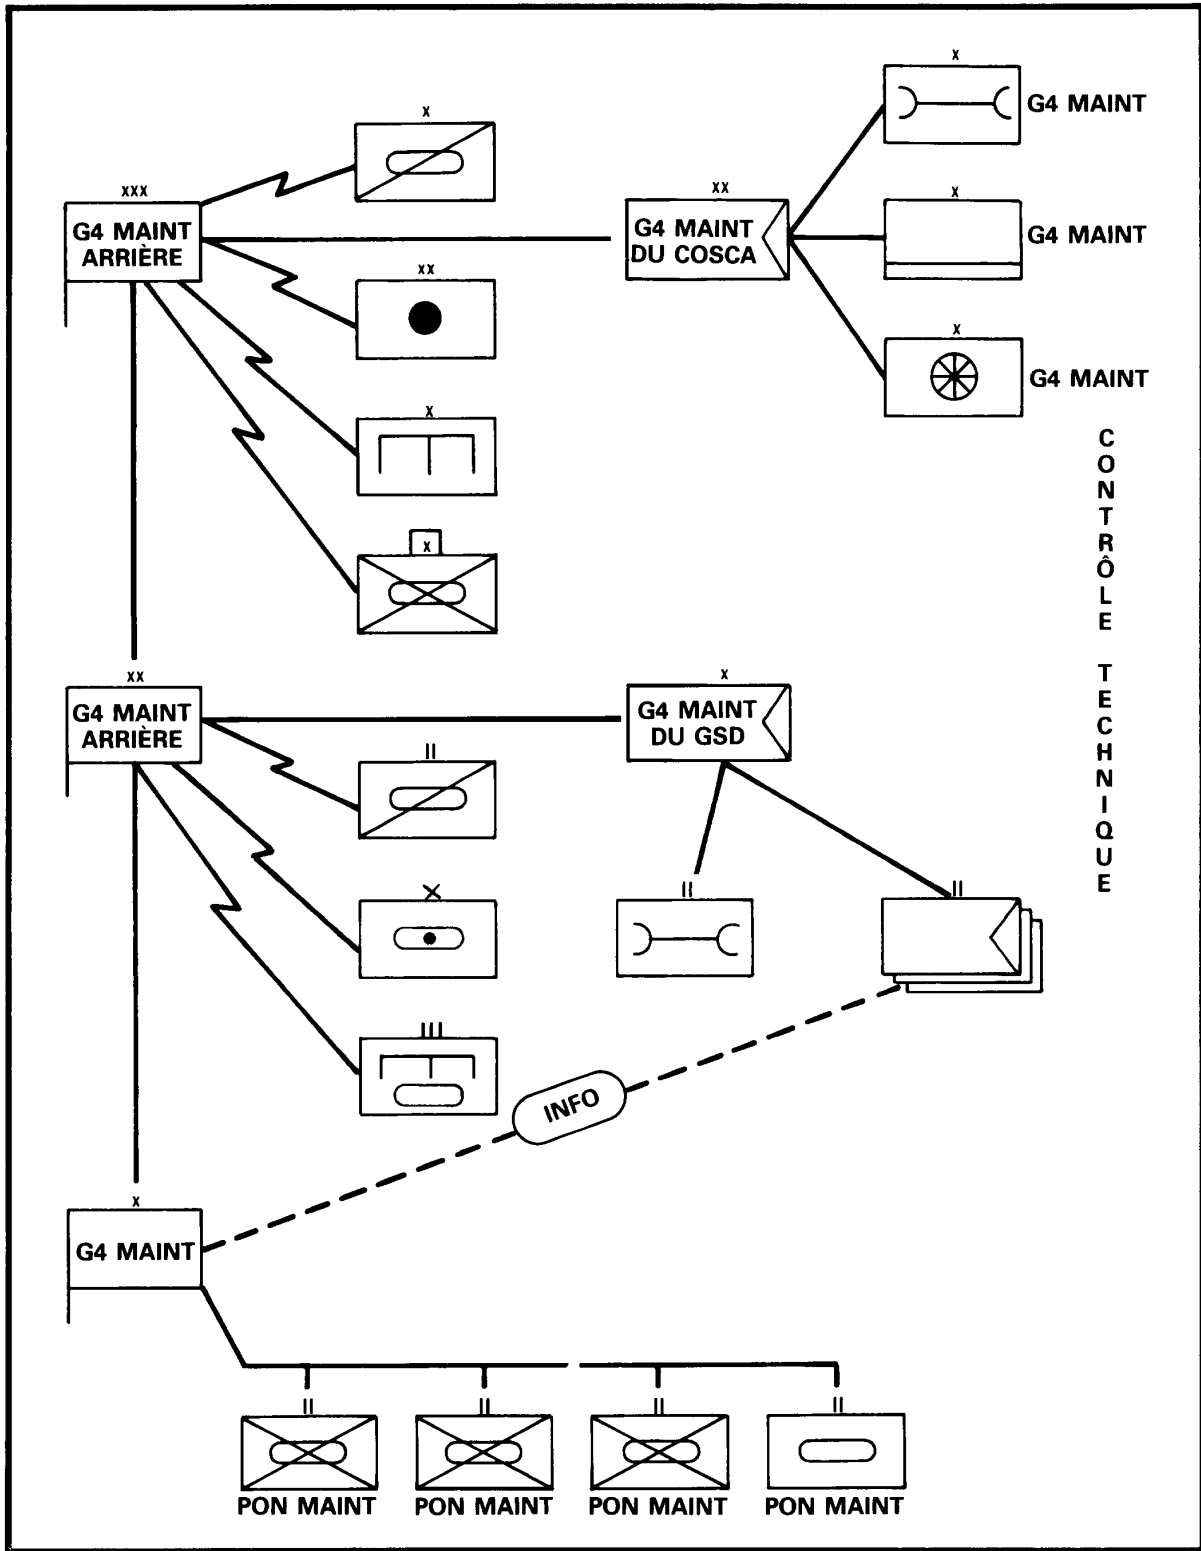 X
G4 MAINT
X
XXX
XX
X
G4 MAINT
ARRIÈRE
G4 MAINT
DU COSCA
G4 MAINT
XX
X
G4 MAINT
X
X
CONTRÔLE TECHNIQUE
XX
X
G4 MAINT
ARRIÈRE
G4 MAINT
DU GSD
II
X
II
II
III
INFO
X
G4 MAINT
II
II
II
II
PON MAINT
PON MAINT
PON MAINT
PON MAINT